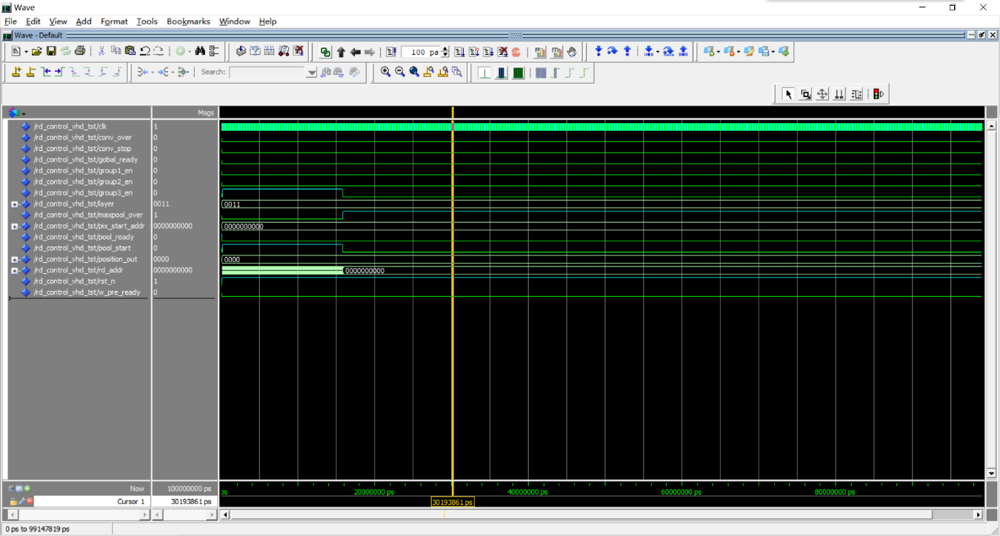 Wave
File Edit View Add Format Tools Bookmarks Window Help
Wave - Default
100 ps
Search:
Msgs
/rd_control_vhd_tst/clk 1
/rd_control_vhd_tst/conv_over 0
/rd_control_vhd_tst/conv_stop 0
/rd_control_vhd_tst/gobal_ready 0
/rd_control_vhd_tst/group1_en 0
/rd_control_vhd_tst/group2_en 0
/rd_control_vhd_tst/group3_en 0
/rd_control_vhd_tst/layer 0011 0011
/rd_control_vhd_tst/maxpool_over 1
/rd_control_vhd_tst/pix_start_addr 0000000000 0000000000
/rd_control_vhd_tst/pool_ready 0
/rd_control_vhd_tst/pool_start 0
/rd_control_vhd_tst/position_out 0000 0000
/rd_control_vhd_tst/rd_addr 0000000000 0000000000
/rd_control_vhd_tst/rst_n 1
/rd_control_vhd_tst/w_pre_ready 0
Now 100000000 ps ps 20000000 ps 40000000 ps 60000000 ps 80000000 ps
Cursor 1 30193861 ps 30193861 ps
0 ps to 99147819 ps